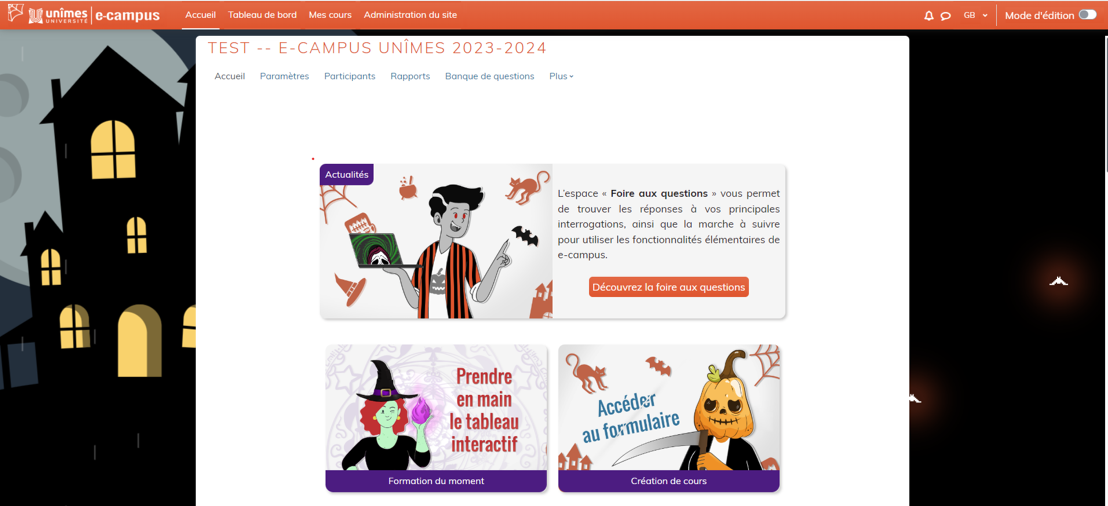 unimes
UNIVERSITÉ
e-campus
Accueil
Tableau de bord
Mes cours
Administration du site
GB
Mode d'édition
TEST -- E-CAMPUS UNÎMES 2023-2024
Accueil
Paramètres
Participants
Rapports
Banque de questions
Plus
Actualités
L'espace « Foire aux questions » vous permet
de trouver les réponses à vos principales
interrogations, ainsi que la marche à suivre
pour utiliser les fonctionnalités élémentaires de
e-campus.
Découvrez la foire aux questions
Prendre
en main
le tableau
interactif
Formation du moment
Accéder
au formulaire
Création de cours